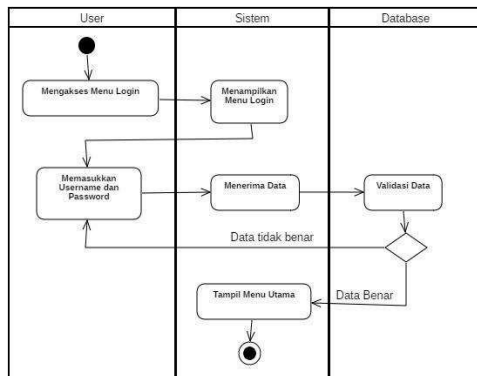 User
Sistem
Database
Mengakses Menu Login
Menampilkan
Menu Login
Memasukkan
Username dan
Password
Menerima Data
Validasi Data
Data tidak benar
Tampil Menu Utama
Data Benar